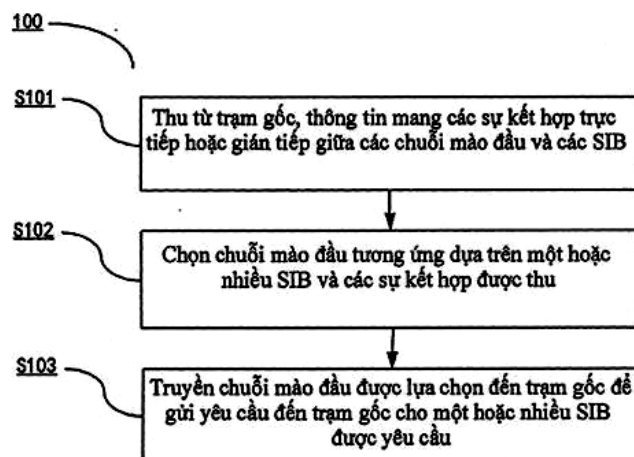 100
S101
Thu từ trạm gốc, thông tin mang các sự kết hợp trực
tiếp hoặc gián tiếp giữa các chuỗi mào đầu và các SIB
S102
Chọn chuỗi mào đầu tương ứng dựa trên một hoặc
nhiều SIB và các sự kết hợp được thu
S103
Truyền chuỗi mào đầu được lựa chọn đến trạm gốc để
gửi yêu cầu đến trạm gốc cho một hoặc nhiều SIB
được yêu cầu